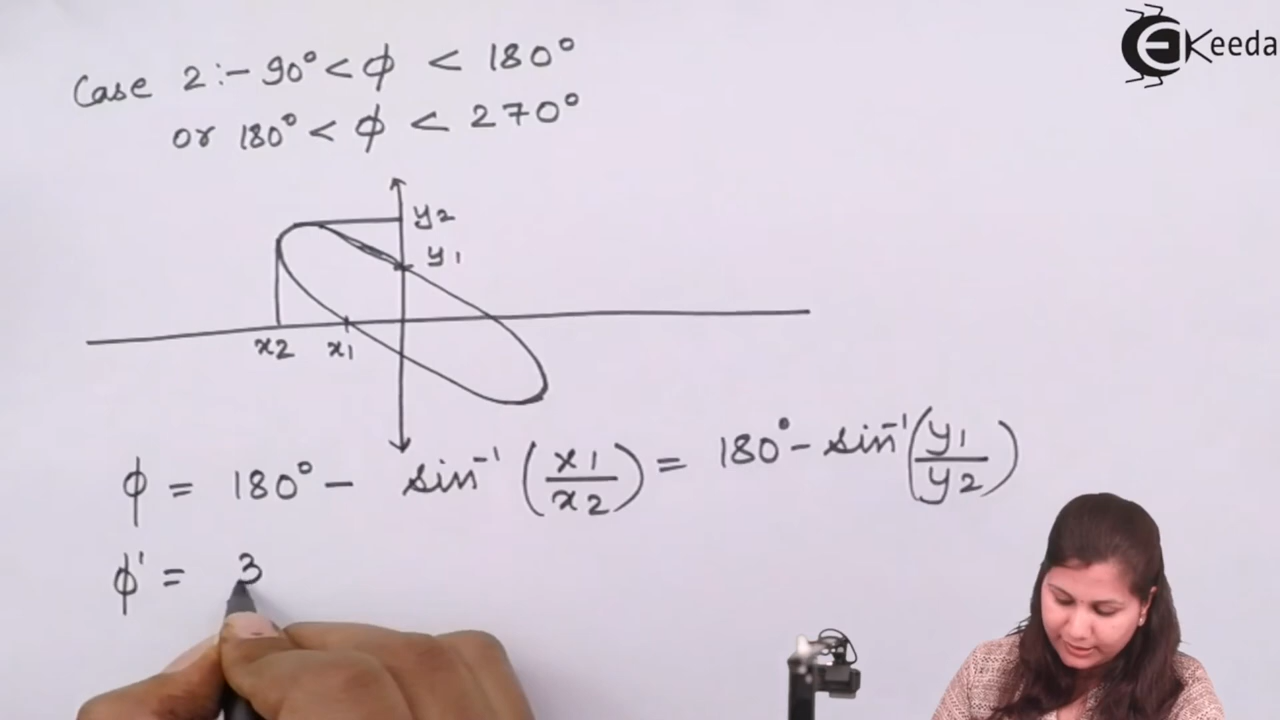 EKeeda
Case 2:- 90° < ϕ < 180°
or 180° < ϕ < 270°
y2
y1
x2 x1
ϕ = 180° - sin⁻¹ (x1/x2) = 180° - sin⁻¹ (y1/y2)
ϕ' = 3